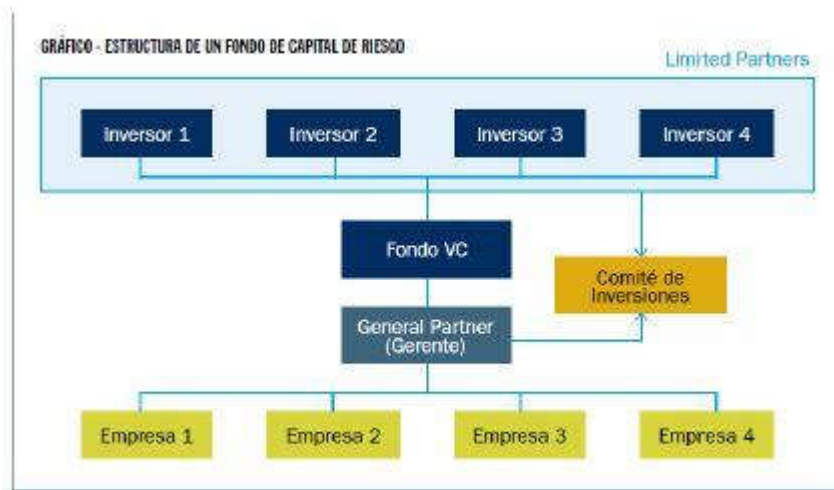 GRÁFICO - ESTRUCTURA DE UN FONDO DE CAPITAL DE RIESGO
Limited Partners
Inversor 1
Inversor 2
Inversor 3
Inversor 4
Fondo VC
Comité de
Inversiones
General Partner
(Gerente)
Empresa 1
Empresa 2
Empresa 3
Empresa 4